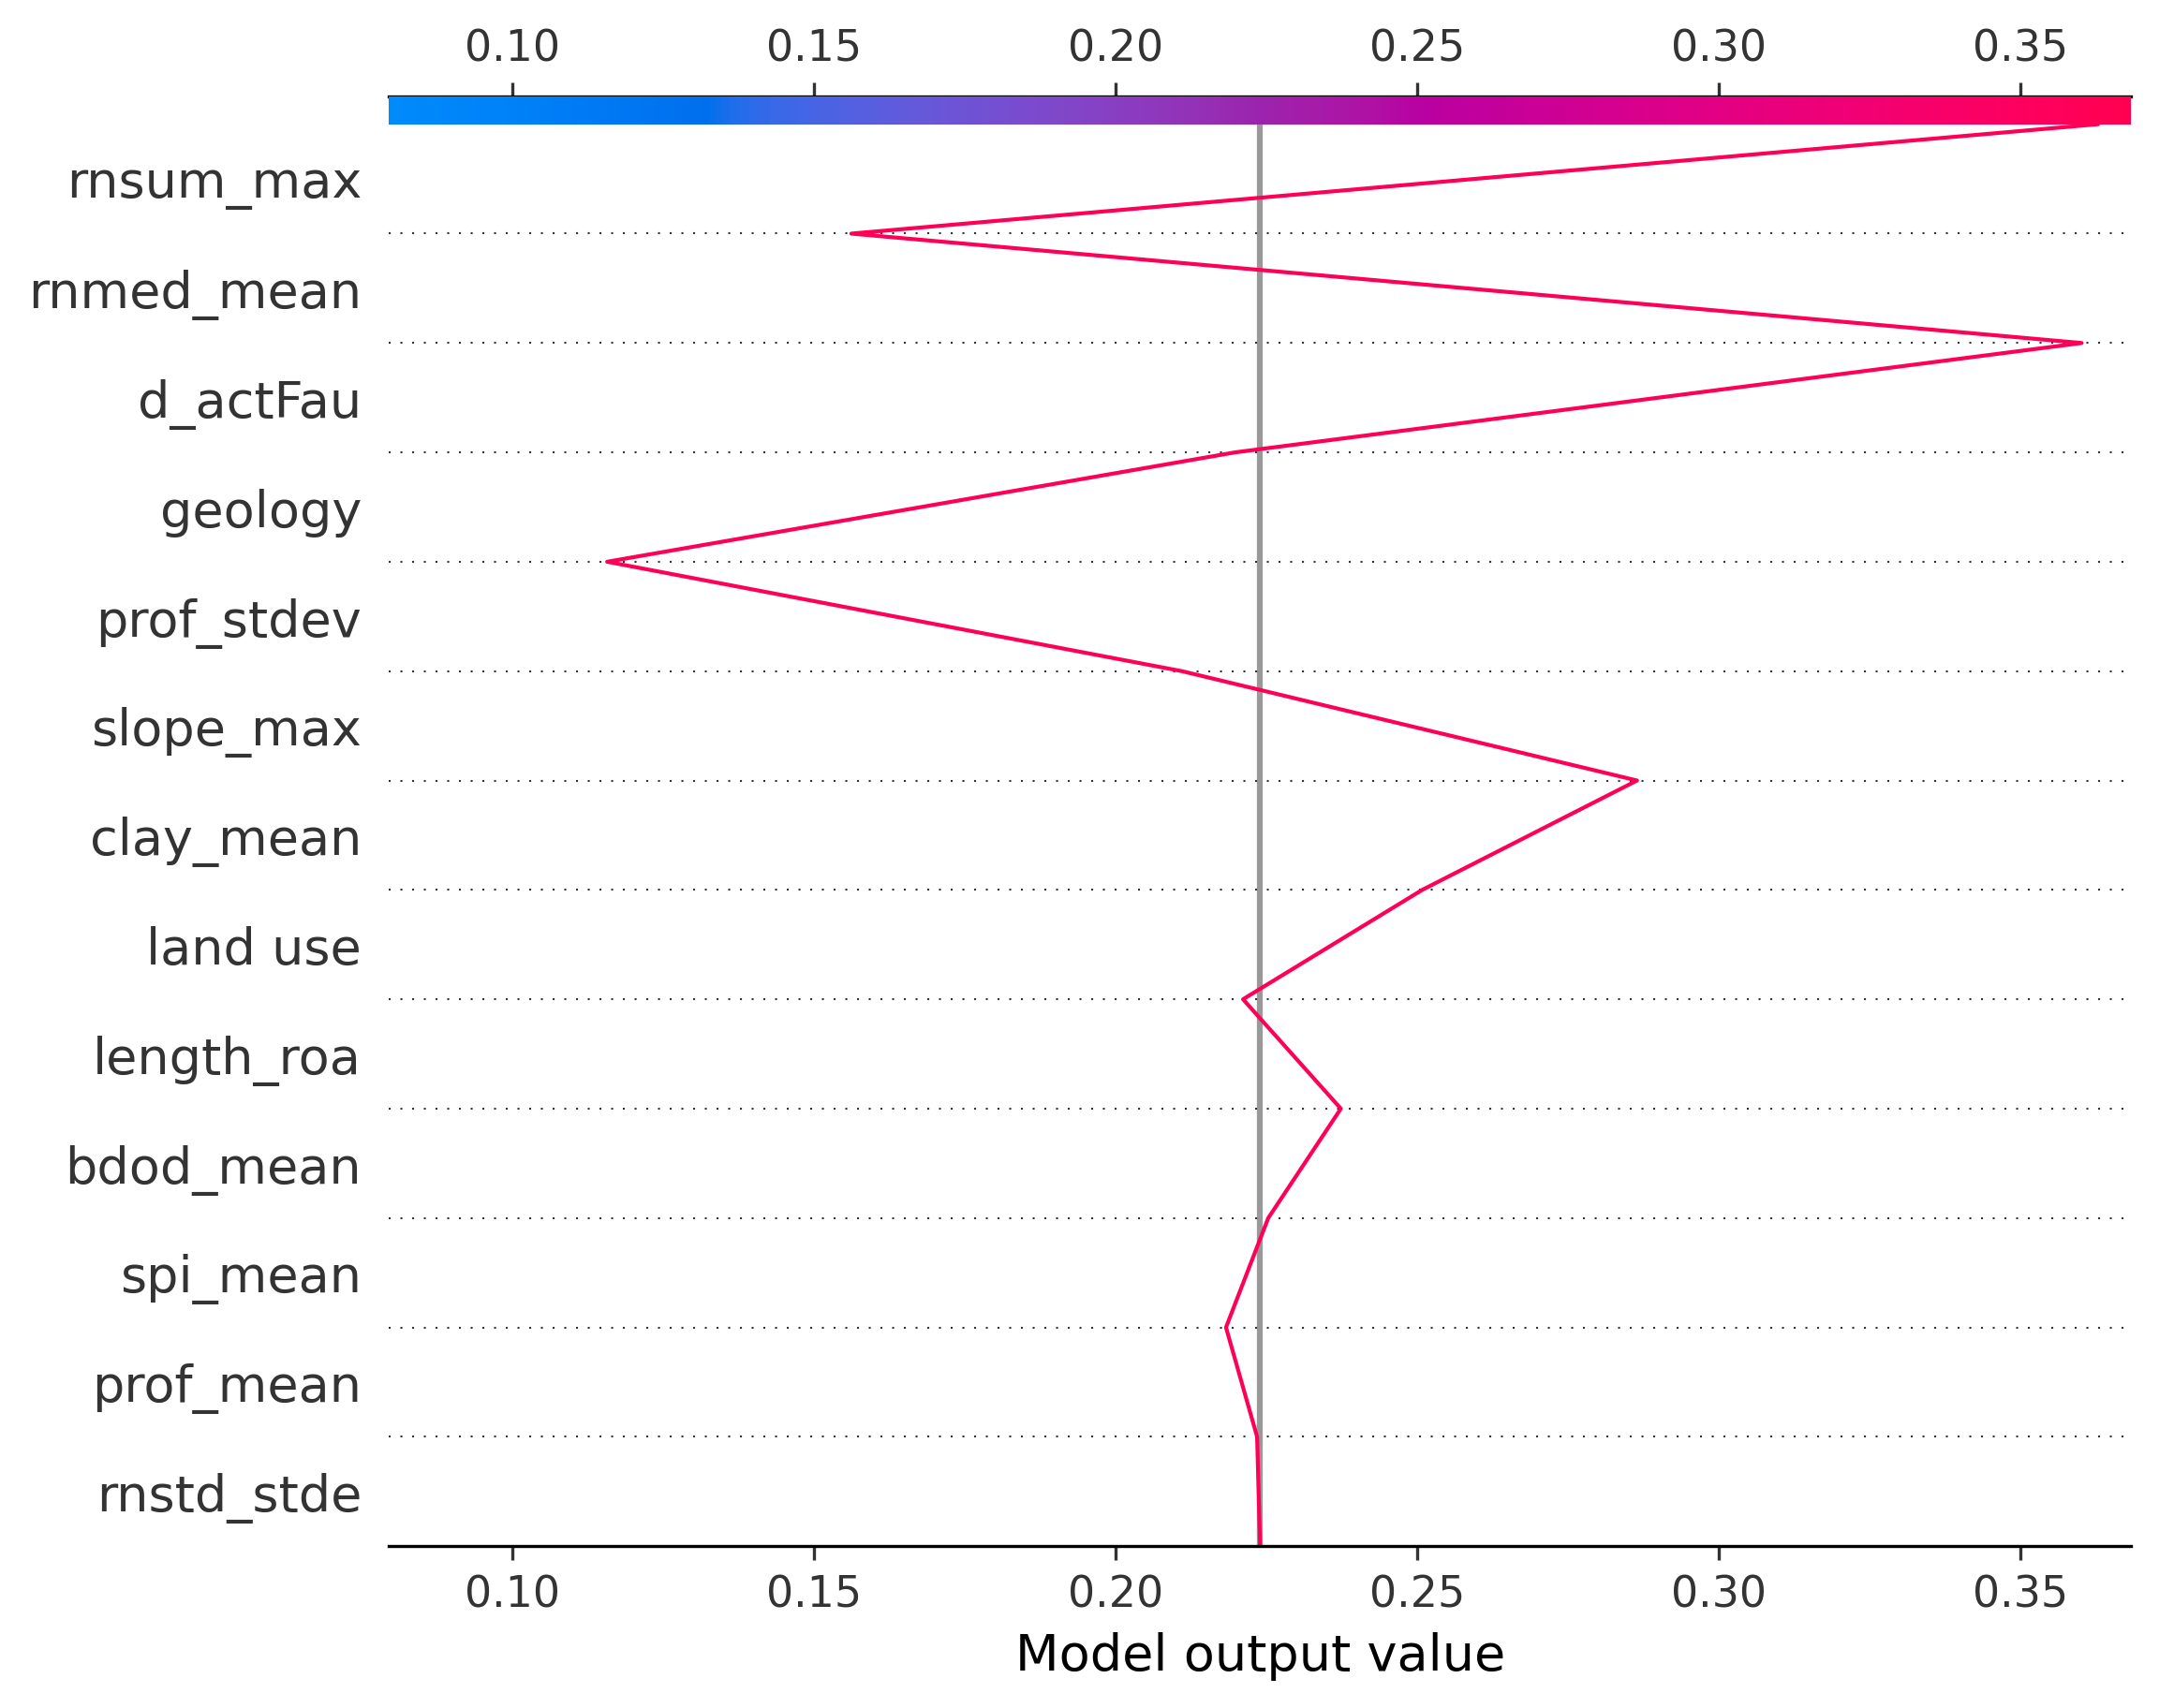 0.10 0.15 0.20 0.25 0.30 0.35
rnsum_max
rnmed_mean
d_actFau
geology
prof_stdev
slope_max
clay_mean
land use
length_roa
bdod_mean
spi_mean
prof_mean
rnstd_stde
0.10 0.15 0.20 0.25 0.30 0.35
Model output value